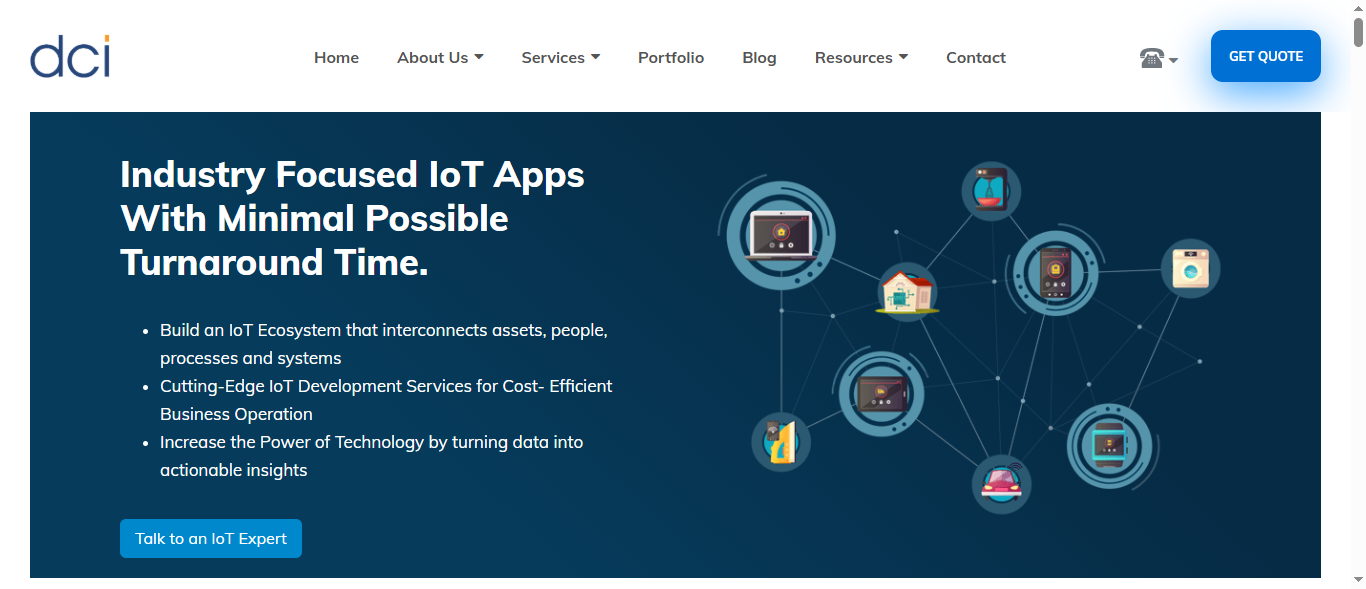 dci
Home
About Us
Services
Portfolio
Blog
Resources
Contact
GET QUOTE
Industry Focused IoT Apps
With Minimal Possible
Turnaround Time.
• Build an IoT Ecosystem that interconnects assets, people,
processes and systems
• Cutting-Edge IoT Development Services for Cost- Efficient
Business Operation
• Increase the Power of Technology by turning data into
actionable insights
Talk to an IoT Expert